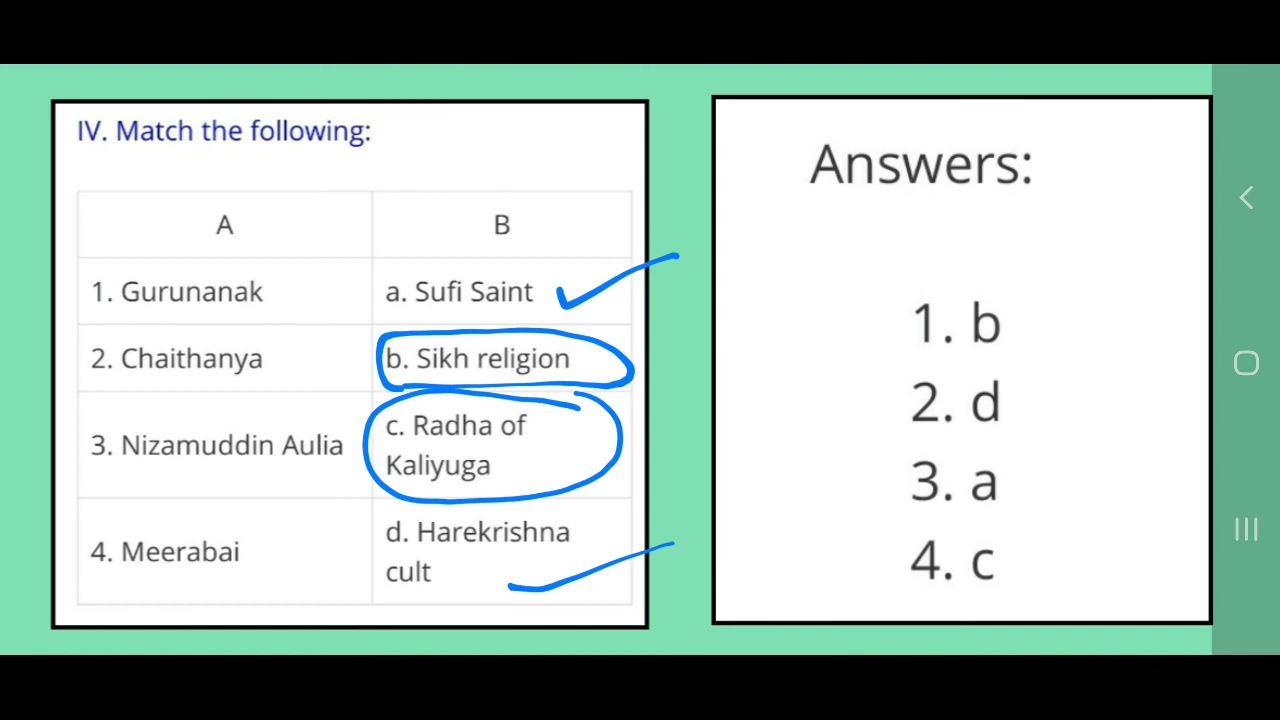 IV. Match the following:
A B
1. Gurunanak a. Sufi Saint
2. Chaithanya b. Sikh religion
3. Nizamuddin Aulia c. Radha of
Kaliyuga
4. Meerabai d. Harekrishna
cult
Answers:
1. b
2. d
3. a
4. c